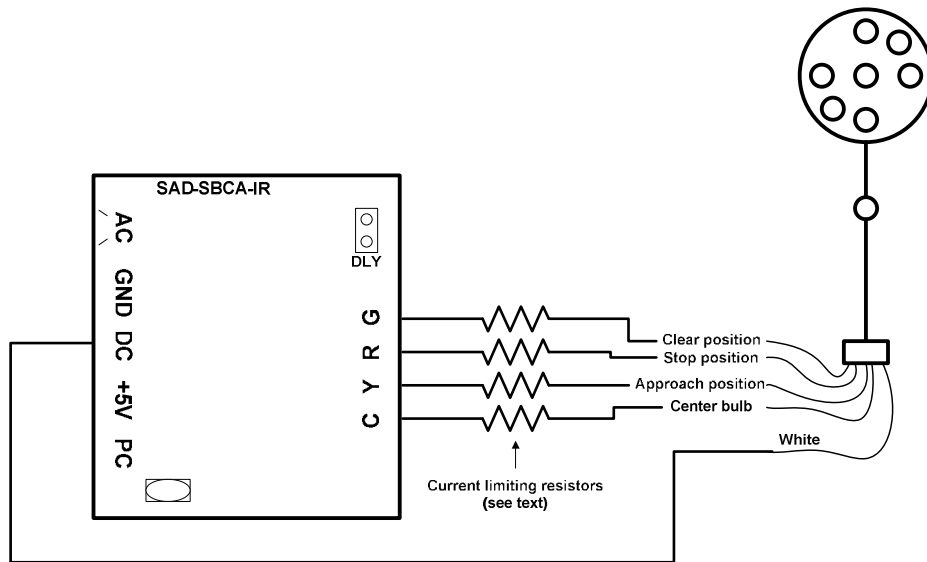 SAD-SBCA-IR
AC
GND
DC
+5V
PC
DLY
G
R
Y
C
Clear position
Stop position
Approach position
Center bulb
White
Current limiting resistors
(see text)